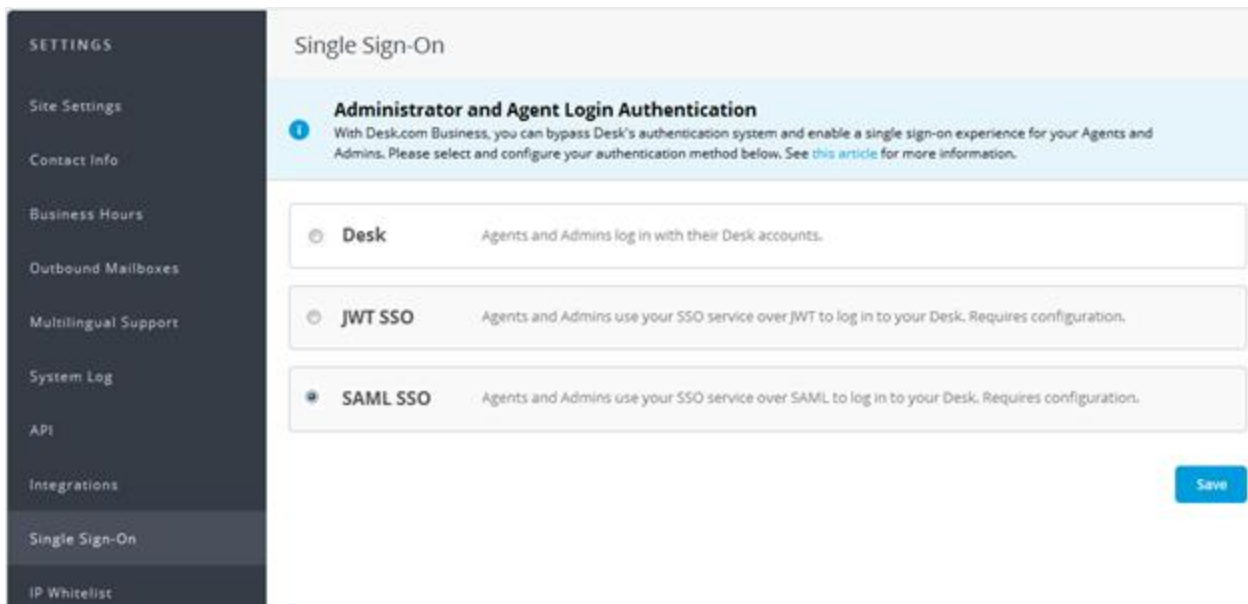 SETTINGS
Site Settings
Contact Info
Business Hours
Outbound Mailboxes
Multilingual Support
System Log
API
Integrations
Single Sign-On
IP Whitelist
Single Sign-On
Administrator and Agent Login Authentication
With Desk.com Business, you can bypass Desk's authentication system and enable a single sign-on experience for your Agents and
Admins. Please select and configure your authentication method below. See this article for more information.
Desk Agents and Admins log in with their Desk accounts.
JWT SSO Agents and Admins use your SSO service over JWT to log in to your Desk. Requires configuration.
SAML SSO Agents and Admins use your SSO service over SAML to log in to your Desk. Requires configuration.
Save